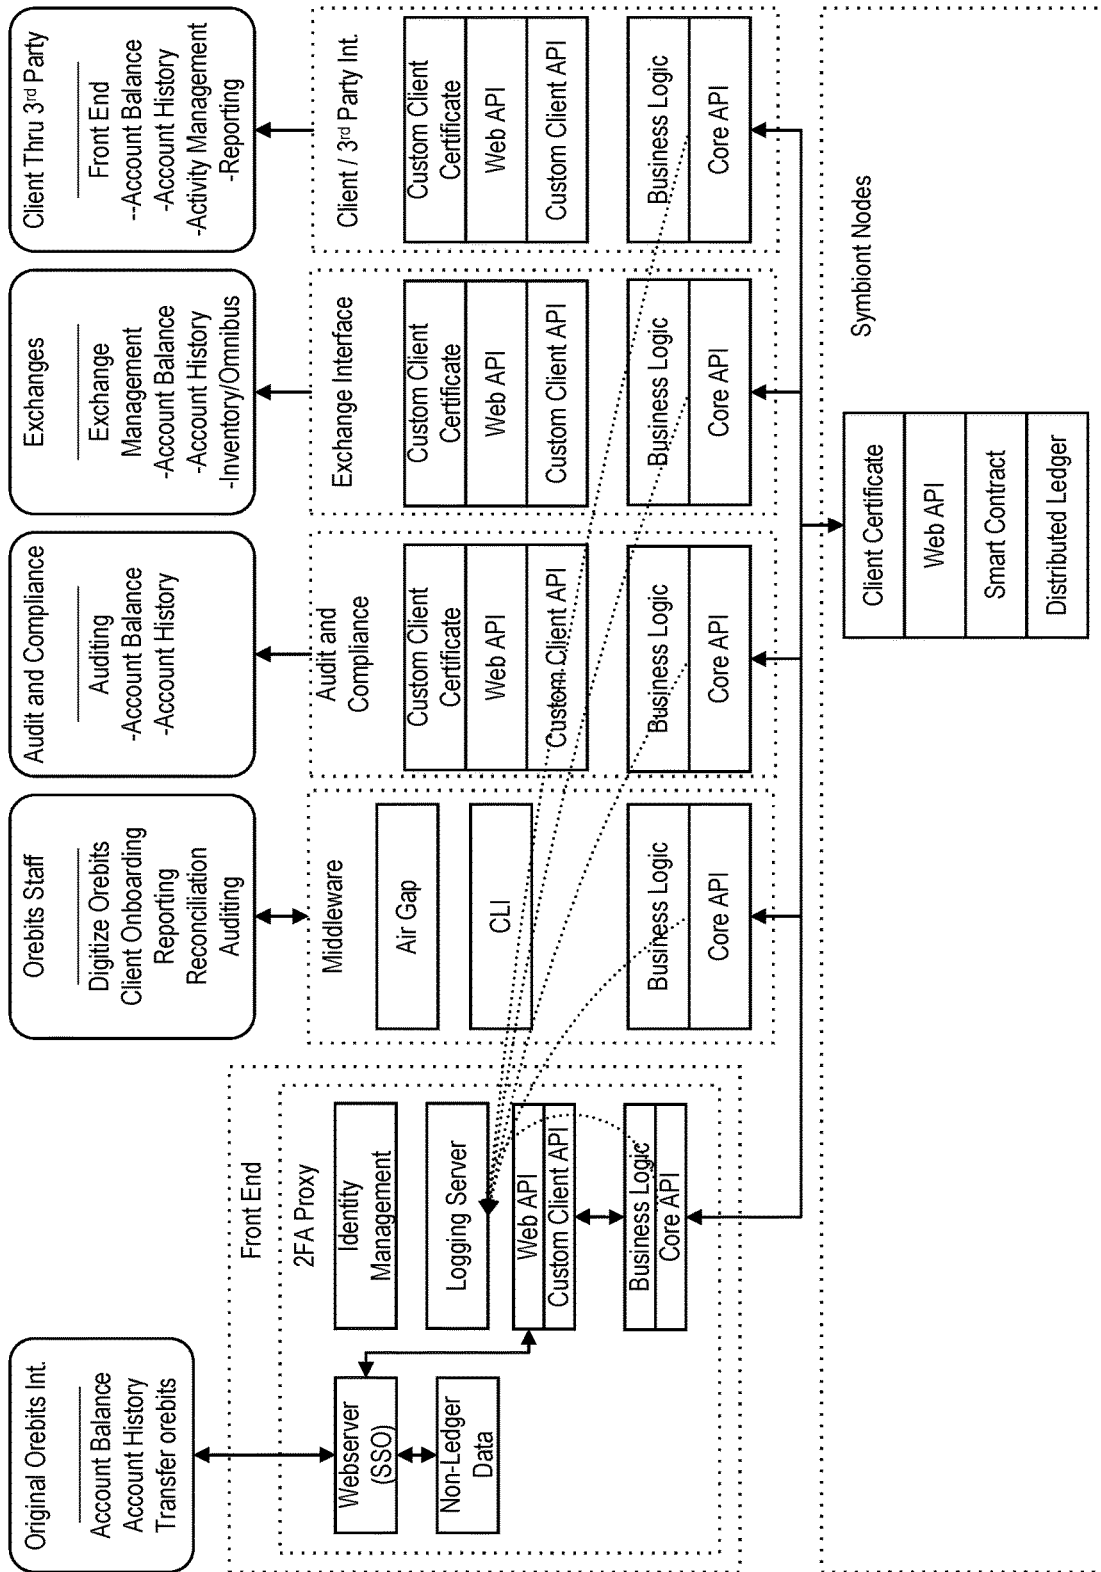 Original Orebits Int.
Account Balance
Account History
Transfer orebits
Orebits Staff
Digitize Orebits
Client Onboarding
Reporting
Reconciliation
Auditing
Audit and Compliance
Auditing
-Account Balance
-Account History
Exchanges
Exchange
Management
-Account Balance
-Account History
-Inventory/Omnibus
Client Thru 3rd Party
Front End
--Account Balance
-Account History
-Activity Management
-Reporting
Front End
2FA Proxy
Webserver
(SSO)
Non-Ledger
Data
Identity
Management
Logging Server
Web API
Custom Client API
Business Logic
Core API
Middleware
Air Gap
CLI
Business Logic
Core API
Audit and
Compliance
Custom Client
Certificate
Web API
Custom Client API
Business Logic
Core API
Exchange Interface
Custom Client
Certificate
Web API
Custom Client API
Business Logic
Core API
Client / 3rd Party Int.
Custom Client
Certificate
Web API
Custom Client API
Business Logic
Core API
Symbiont Nodes
Client Certificate
Web API
Smart Contract
Distributed Ledger